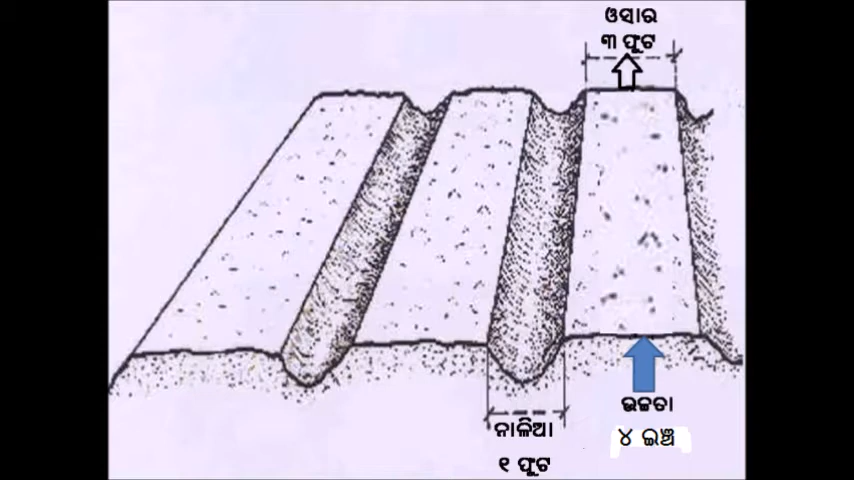 ଓସାର
୩ ଫୁଟ
ଉଚ୍ଚତା
୪ ଇଞ୍ଚ
ନାଳିଆ
୧ ଫୁଟ